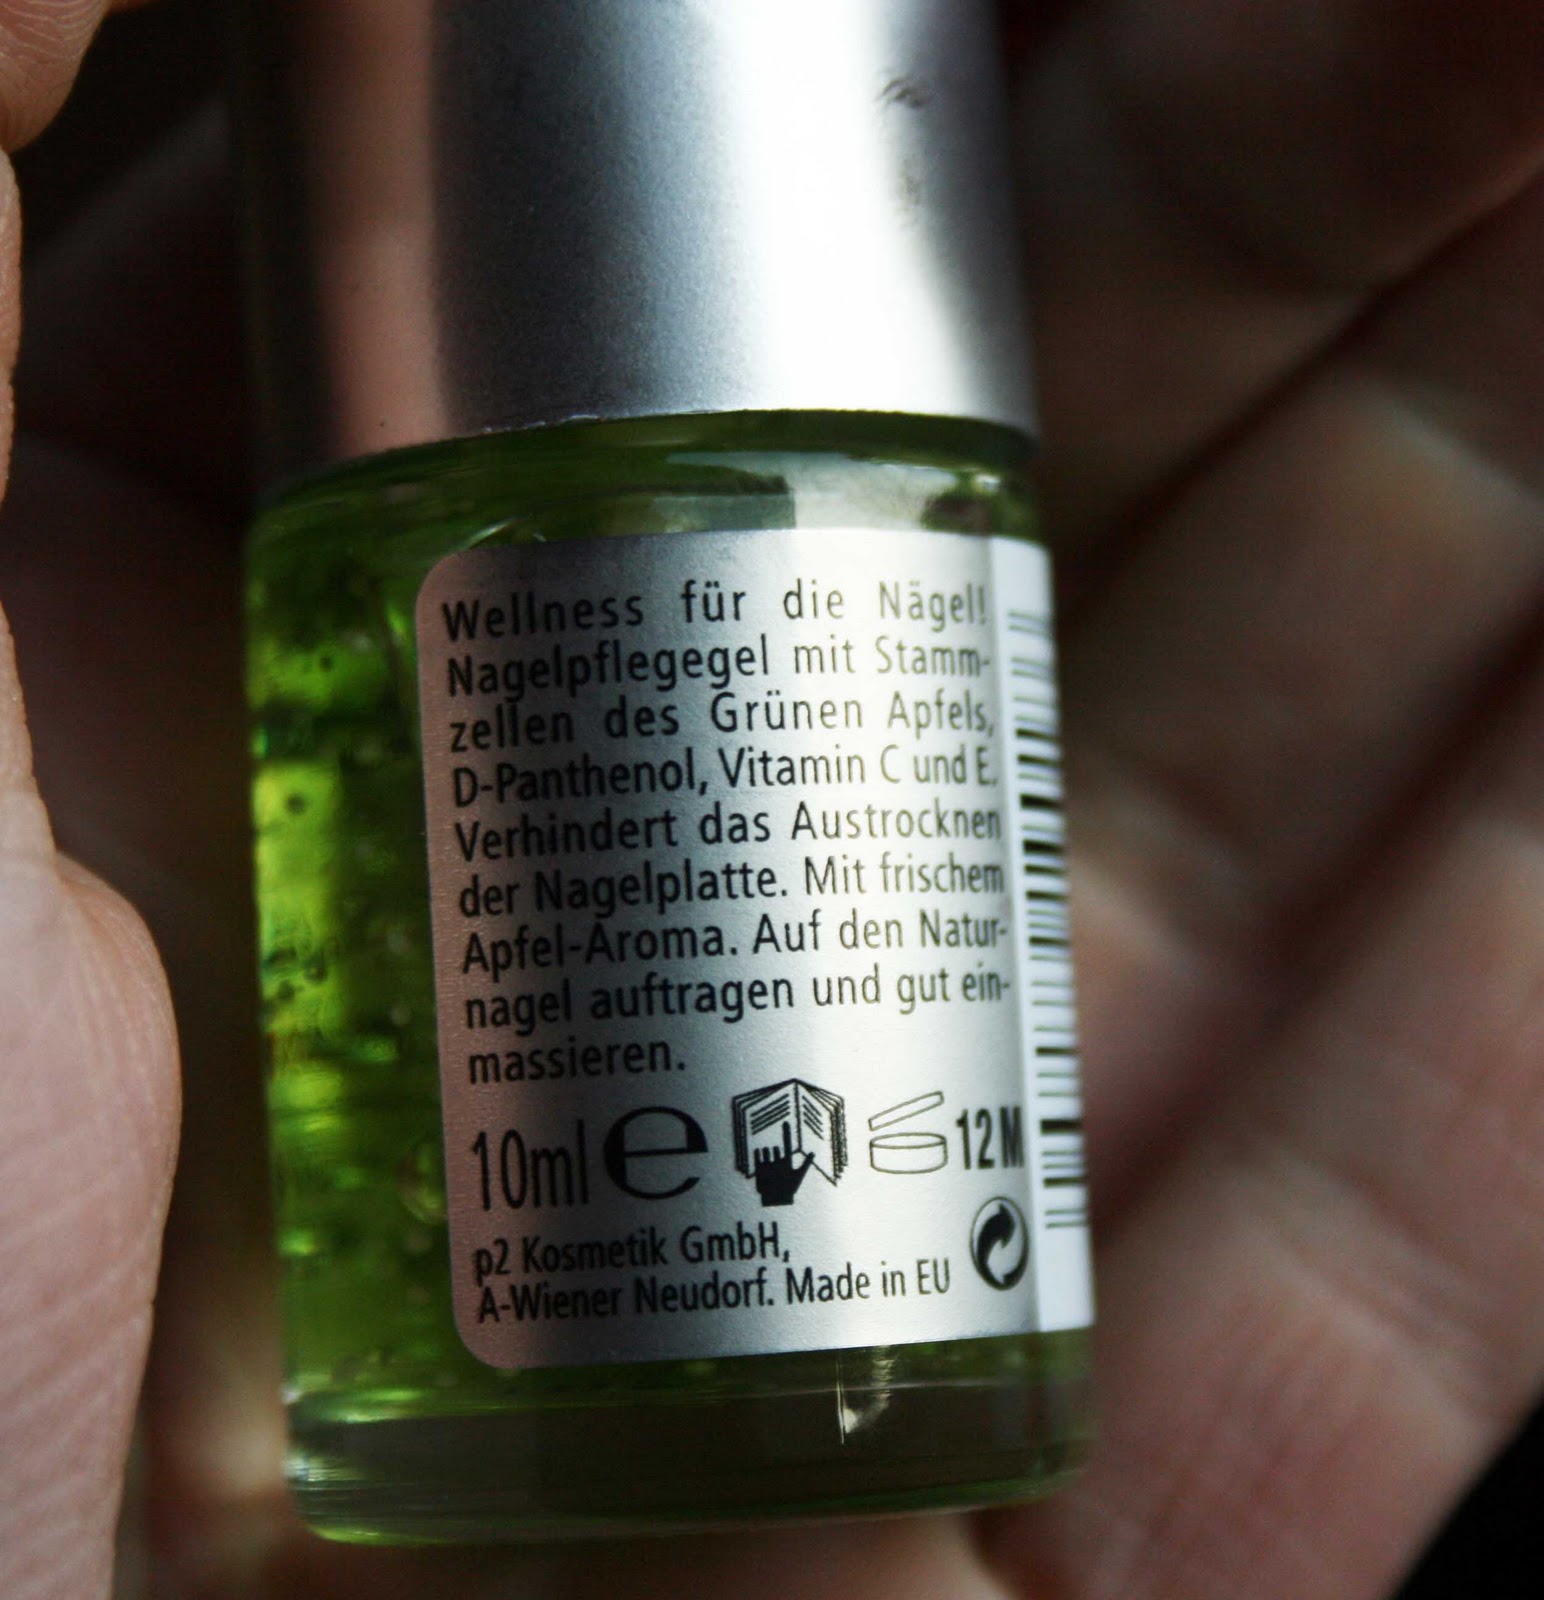 Wellness für die Nägel!
Nagelpflegegel mit Stamm-
zellen des Grünen Apfels,
D-Panthenol, Vitamin C und E.
Verhindert das Austrocknen
der Nagelplatte. Mit frischem
Apfel-Aroma. Auf den Natur-
nagel auftragen und gut ein-
massieren.
10ml e 12 M
p2 Kosmetik GmbH,
A-Wiener Neudorf. Made in EU